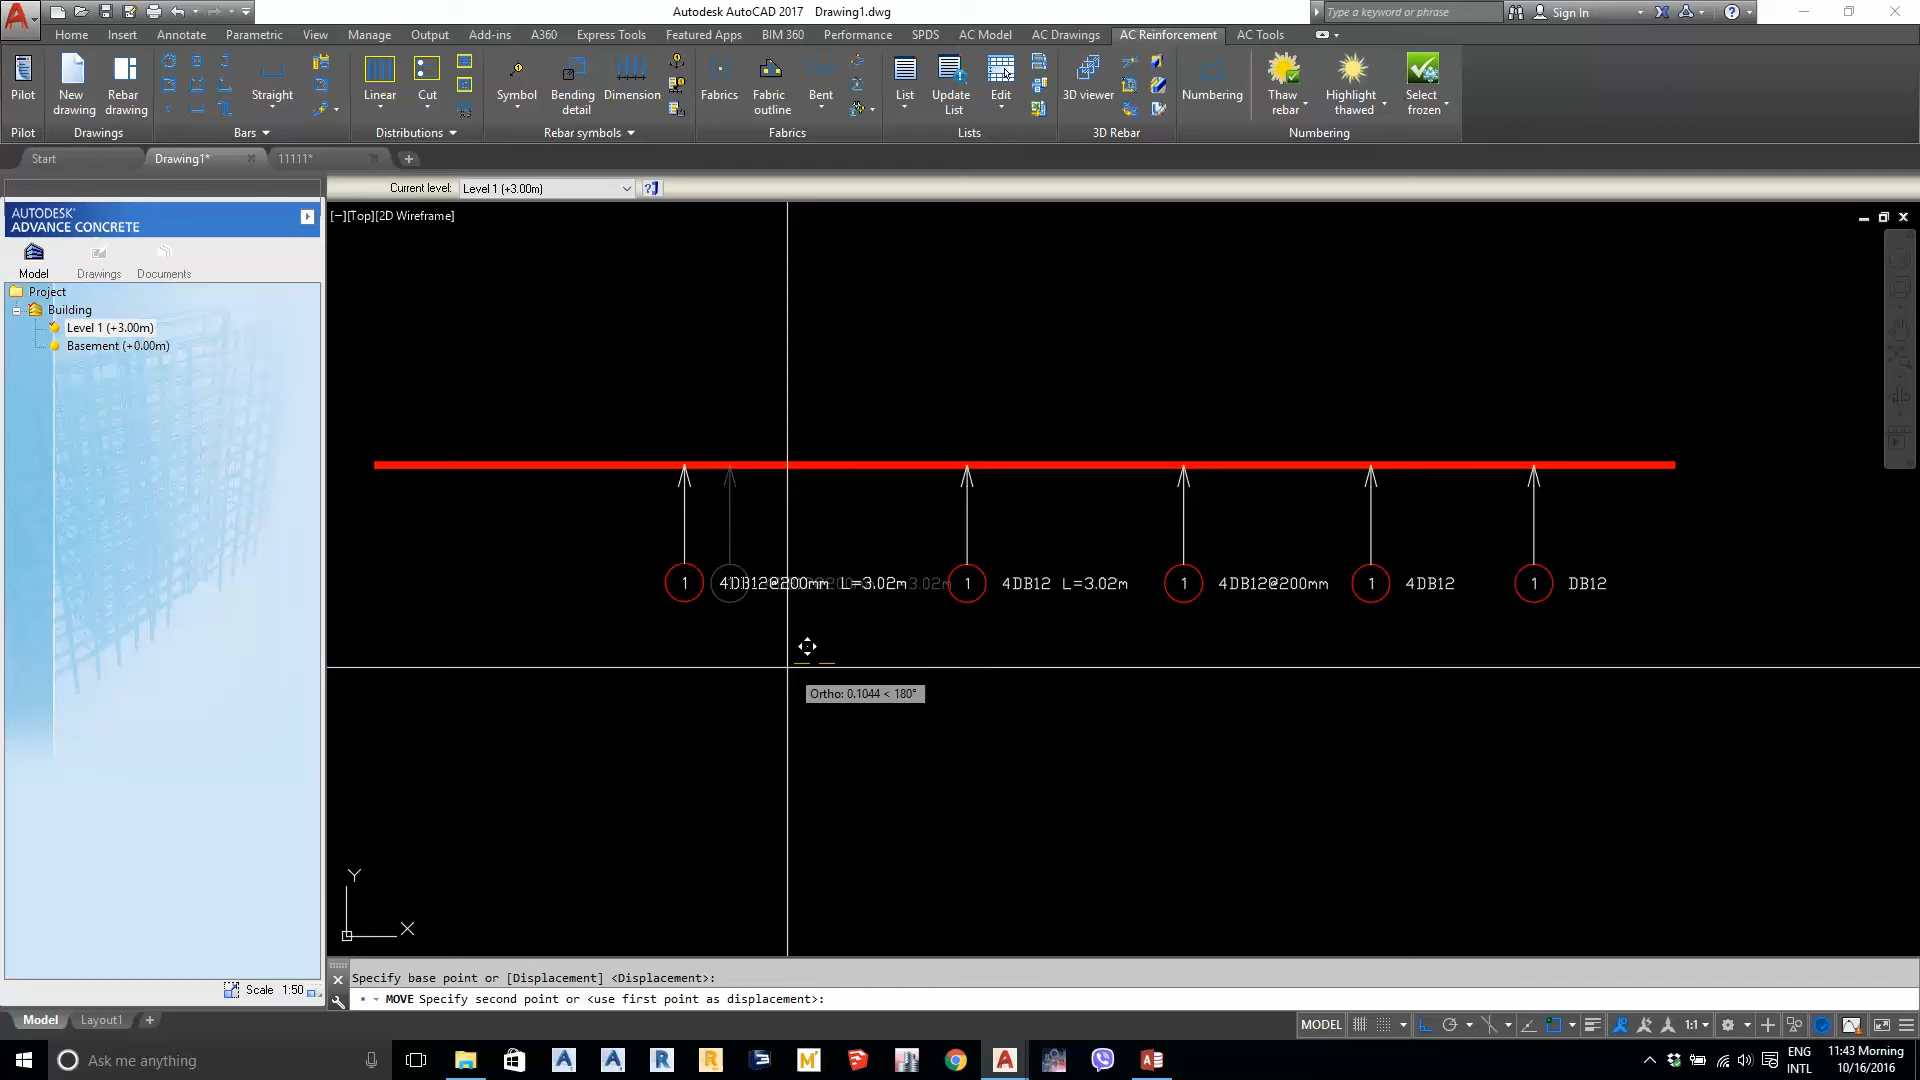 Autodesk AutoCAD 2017 Drawing1.dwg
Type a keyword or phrase
Sign In
Home Insert Annotate Parametric View Manage Output Add-ins A360 Express Tools Featured Apps BIM 360 Performance SPDS AC Model AC Drawings AC Reinforcement AC Tools
Pilot
New drawing
Rebar drawing
Straight
Linear
Cut
Symbol
Bending detail
Dimension
Fabrics
Fabric outline
Bent
List
Update List
Edit
3D viewer
Numbering
Thaw rebar
Highlight thawed
Select frozen
Pilot Drawings Bars Distributions Rebar symbols Fabrics Lists 3D Rebar Numbering
Start Drawing1* 11111*
Current level: Level 1 (+3.00m)
AUTODESK®
ADVANCE CONCRETE
[−][Top][2D Wireframe]
Model Drawings Documents
Project
Building
Level 1 (+3.00m)
Basement (+0.00m)
1 4DB12@200mm L=3.02m 1 4DB12 L=3.02m 1 4DB12@200mm 1 4DB12 1 DB12
Ortho: 0.1044 < 180°
Y
X
Specify base point or [Displacement] <Displacement>:
MOVE Specify second point or <use first point as displacement>:
Scale 1:50
Model Layout1
MODEL 1:1
Ask me anything
ENG
INTL
11:43 Morning
10/16/2016